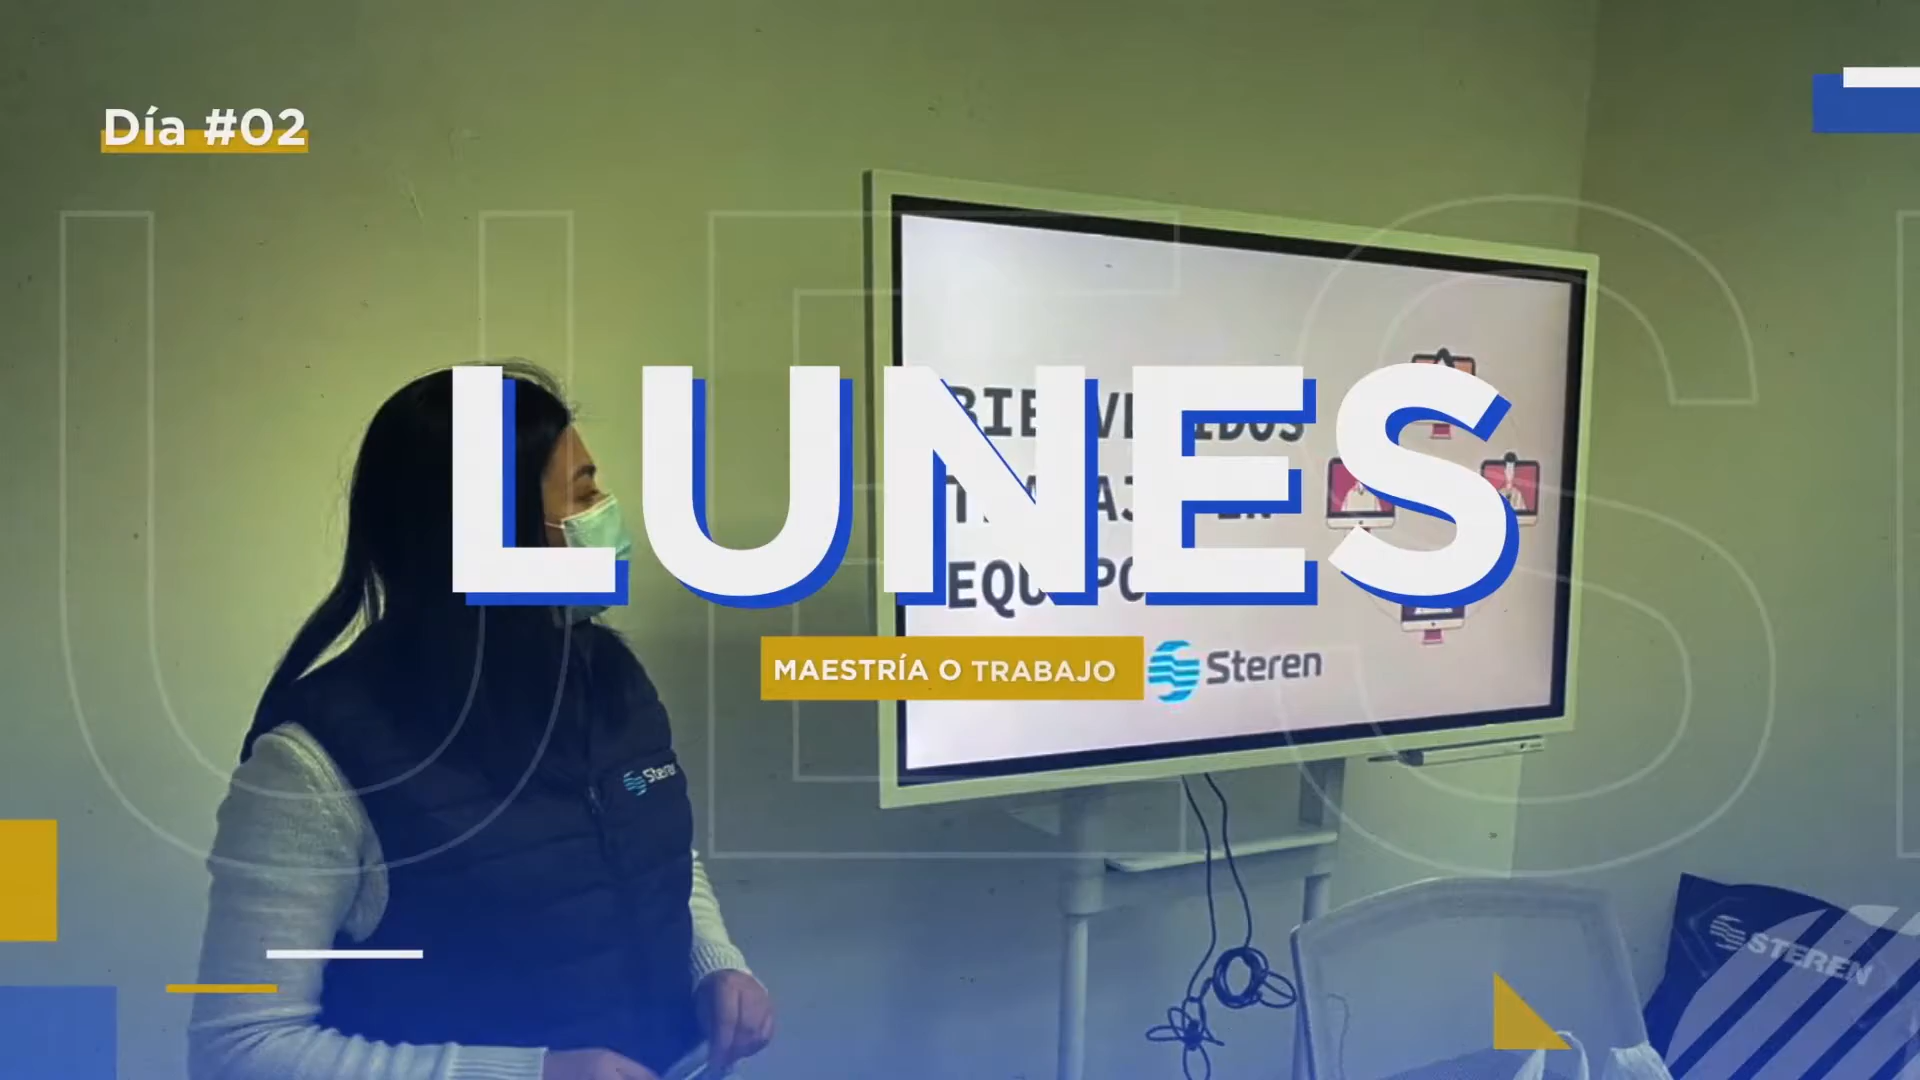 Día #02
LUNES
MAESTRÍA O TRABAJO
Steren
Steren
STEREN